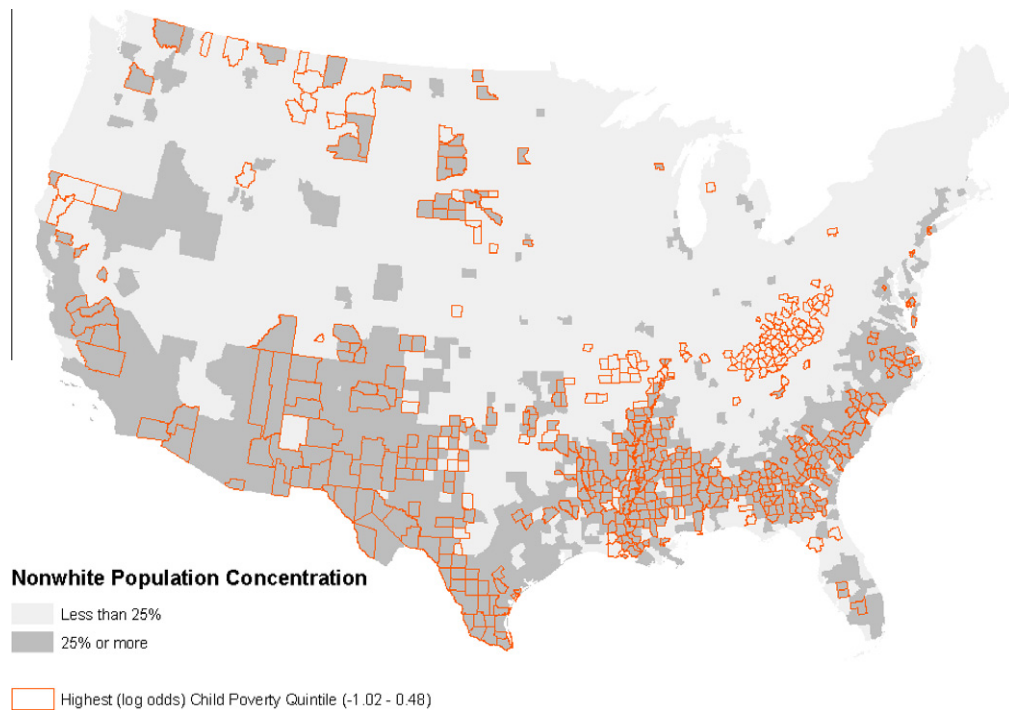 Nonwhite Population Concentration
Less than 25%
25% or more
Highest (log odds) Child Poverty Quintile (-1.02 - 0.48)